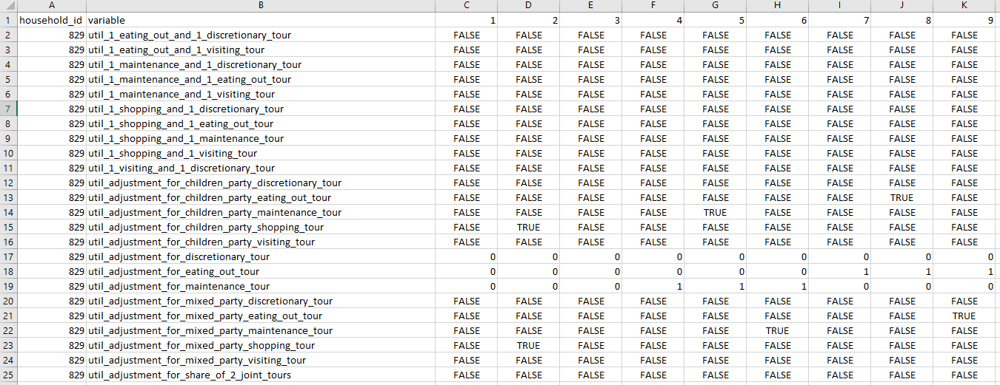 A B C D E F G H I J K
1 household_id variable 1 2 3 4 5 6 7 8 9
2 829 util_1_eating_out_and_1_discretionary_tour FALSE FALSE FALSE FALSE FALSE FALSE FALSE FALSE FALSE
3 829 util_1_eating_out_and_1_visiting_tour FALSE FALSE FALSE FALSE FALSE FALSE FALSE FALSE FALSE
4 829 util_1_maintenance_and_1_discretionary_tour FALSE FALSE FALSE FALSE FALSE FALSE FALSE FALSE FALSE
5 829 util_1_maintenance_and_1_eating_out_tour FALSE FALSE FALSE FALSE FALSE FALSE FALSE FALSE FALSE
6 829 util_1_maintenance_and_1_visiting_tour FALSE FALSE FALSE FALSE FALSE FALSE FALSE FALSE FALSE
7 829 util_1_shopping_and_1_discretionary_tour FALSE FALSE FALSE FALSE FALSE FALSE FALSE FALSE FALSE
8 829 util_1_shopping_and_1_eating_out_tour FALSE FALSE FALSE FALSE FALSE FALSE FALSE FALSE FALSE
9 829 util_1_shopping_and_1_maintenance_tour FALSE FALSE FALSE FALSE FALSE FALSE FALSE FALSE FALSE
10 829 util_1_shopping_and_1_visiting_tour FALSE FALSE FALSE FALSE FALSE FALSE FALSE FALSE FALSE
11 829 util_1_visiting_and_1_discretionary_tour FALSE FALSE FALSE FALSE FALSE FALSE FALSE FALSE FALSE
12 829 util_adjustment_for_children_party_discretionary_tour FALSE FALSE FALSE FALSE FALSE FALSE FALSE FALSE FALSE
13 829 util_adjustment_for_children_party_eating_out_tour FALSE FALSE FALSE FALSE FALSE FALSE FALSE TRUE FALSE
14 829 util_adjustment_for_children_party_maintenance_tour FALSE FALSE FALSE FALSE TRUE FALSE FALSE FALSE FALSE
15 829 util_adjustment_for_children_party_shopping_tour FALSE TRUE FALSE FALSE FALSE FALSE FALSE FALSE FALSE
16 829 util_adjustment_for_children_party_visiting_tour FALSE FALSE FALSE FALSE FALSE FALSE FALSE FALSE FALSE
17 829 util_adjustment_for_discretionary_tour 0 0 0 0 0 0 0 0 0
18 829 util_adjustment_for_eating_out_tour 0 0 0 0 0 0 1 1 1
19 829 util_adjustment_for_maintenance_tour 0 0 0 1 1 1 0 0 0
20 829 util_adjustment_for_mixed_party_discretionary_tour FALSE FALSE FALSE FALSE FALSE FALSE FALSE FALSE FALSE
21 829 util_adjustment_for_mixed_party_eating_out_tour FALSE FALSE FALSE FALSE FALSE FALSE FALSE FALSE TRUE
22 829 util_adjustment_for_mixed_party_maintenance_tour FALSE FALSE FALSE FALSE FALSE TRUE FALSE FALSE FALSE
23 829 util_adjustment_for_mixed_party_shopping_tour FALSE TRUE FALSE FALSE FALSE FALSE FALSE FALSE FALSE
24 829 util_adjustment_for_mixed_party_visiting_tour FALSE FALSE FALSE FALSE FALSE FALSE FALSE FALSE FALSE
25 829 util_adjustment_for_share_of_2_joint_tours FALSE FALSE FALSE FALSE FALSE FALSE FALSE FALSE FALSE